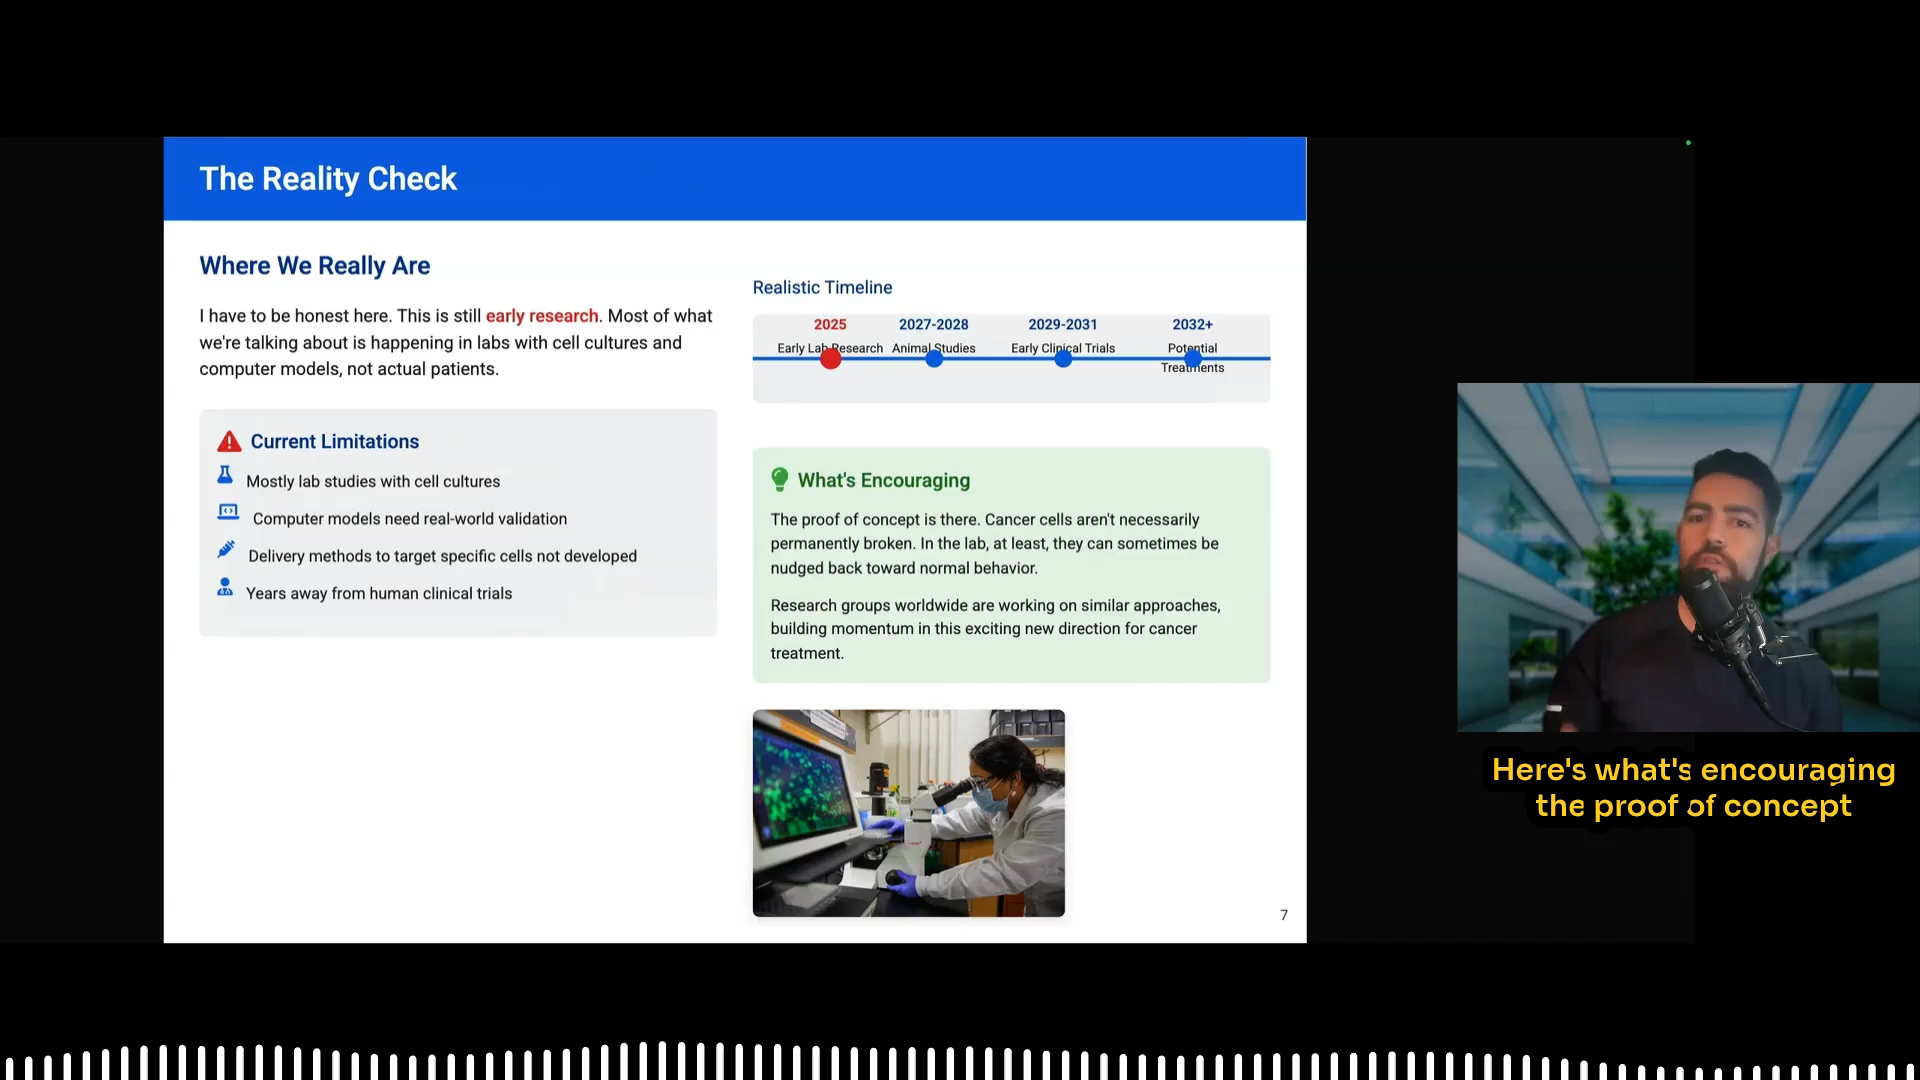 The Reality Check
Where We Really Are
I have to be honest here. This is still early research. Most of what
we're talking about is happening in labs with cell cultures and
computer models, not actual patients.
Current Limitations
Mostly lab studies with cell cultures
Computer models need real-world validation
Delivery methods to target specific cells not developed
Years away from human clinical trials
Realistic Timeline
2025
Early Lab Research
2027-2028
Animal Studies
2029-2031
Early Clinical Trials
2032+
Potential
Treatments
What's Encouraging
The proof of concept is there. Cancer cells aren't necessarily
permanently broken. In the lab, at least, they can sometimes be
nudged back toward normal behavior.
Research groups worldwide are working on similar approaches,
building momentum in this exciting new direction for cancer
treatment.
7
Here's what's encouraging
the proof of concept